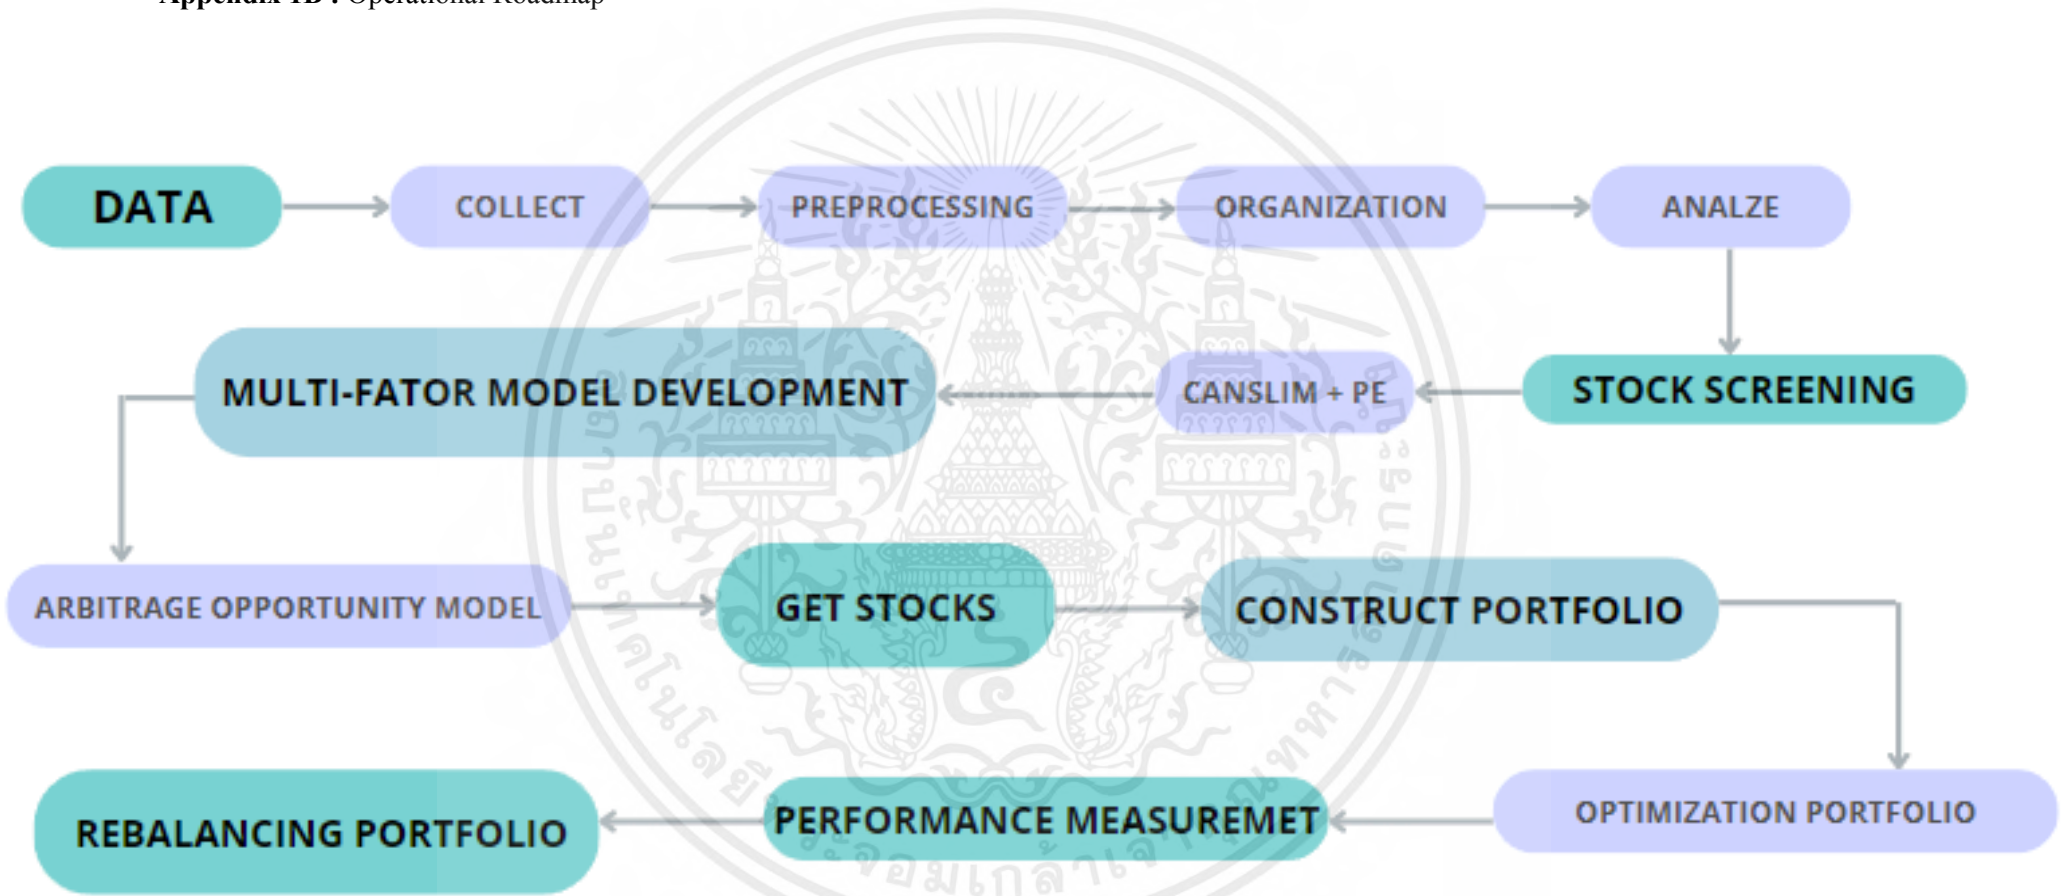 Appendix 1B : Operational Roadmap
DATA
COLLECT
PREPROCESSING
ORGANIZATION
ANALZE
STOCK SCREENING
CANSLIM + PE
MULTI-FATOR MODEL DEVELOPMENT
ARBITRAGE OPPORTUNITY MODEL
GET STOCKS
CONSTRUCT PORTFOLIO
OPTIMIZATION PORTFOLIO
PERFORMANCE MEASUREMET
REBALANCING PORTFOLIO